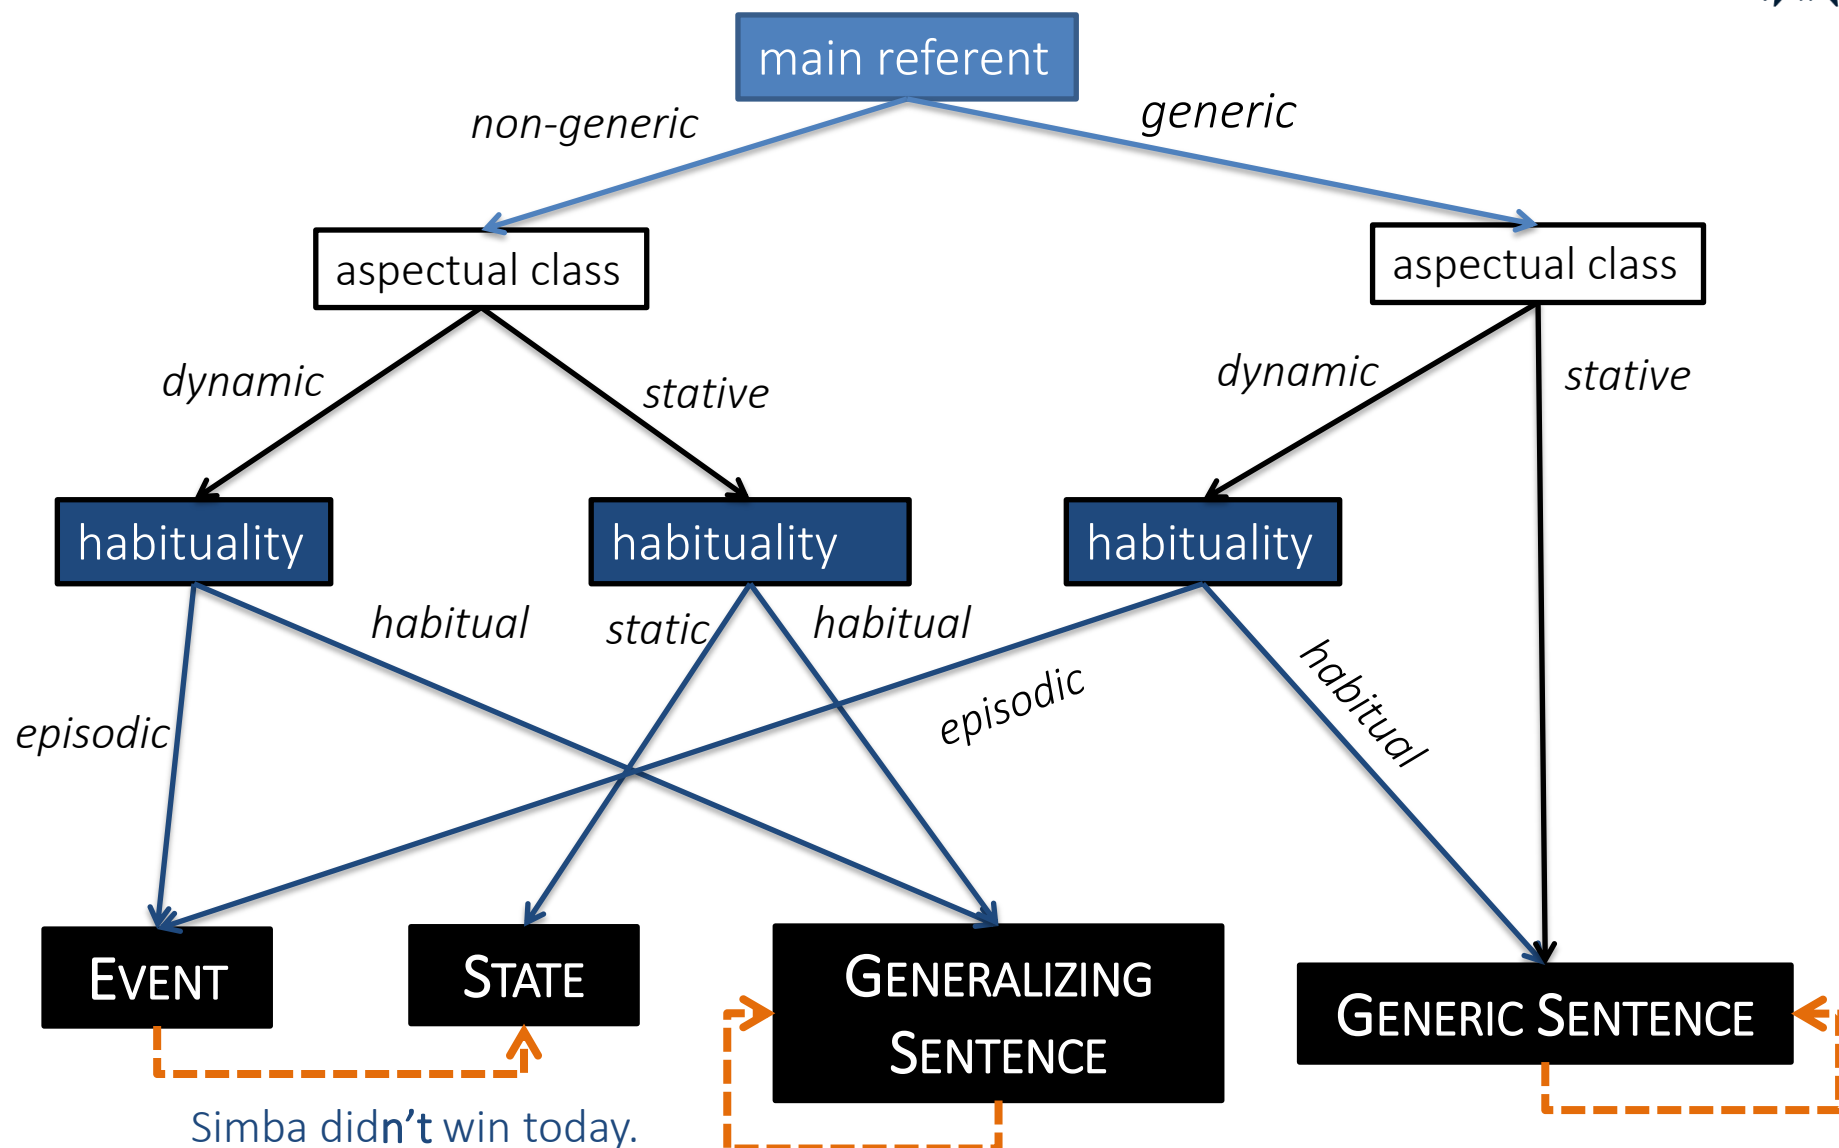 main referent
non-generic
generic
aspectual class
aspectual class
dynamic
stative
dynamic
stative
habituality
habituality
habituality
habitual
static
habitual
habitual
episodic
episodic
EVENT
STATE
GENERALIZING
SENTENCE
GENERIC SENTENCE
Simba didn't win today.